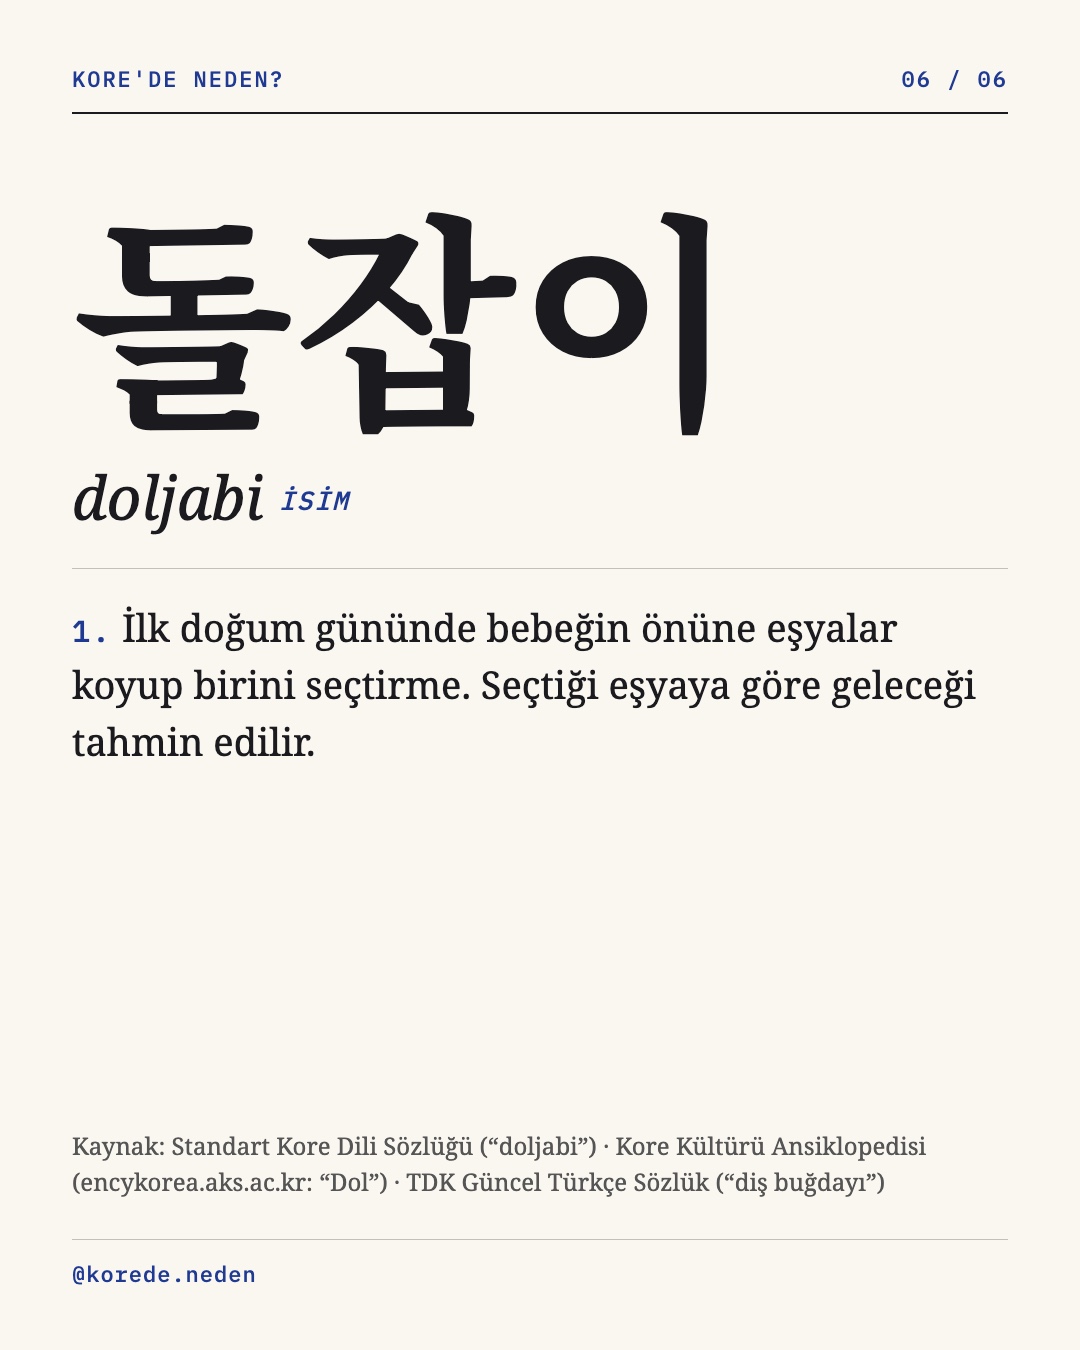 KORE'DE NEDEN?
06 / 06
돌잡이
doljabi İSİM
1. İlk doğum gününde bebeğin önüne eşyalar
koyup birini seçtirme. Seçtiği eşyaya göre geleceği
tahmin edilir.
Kaynak: Standart Kore Dili Sözlüğü (“doljabi”) · Kore Kültürü Ansiklopedisi
(encykorea.aks.ac.kr: “Dol”) · TDK Güncel Türkçe Sözlük (“diş buğdayı”)
@korede.neden